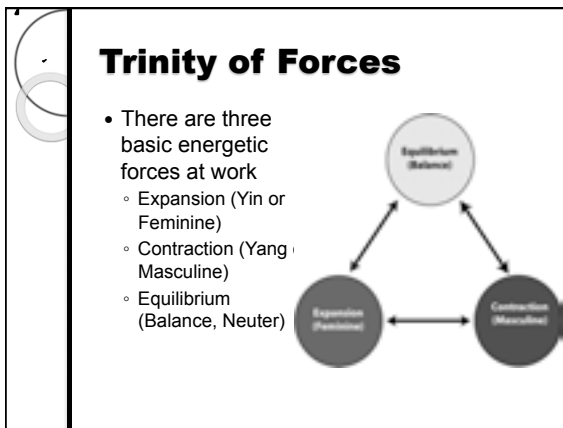 Trinity of Forces
• There are three
basic energetic
forces at work
◦ Expansion (Yin or
Feminine)
◦ Contraction (Yang
Masculine)
◦ Equilibrium
(Balance, Neuter)
Equilibrium
(Balance)
Expansion
(Feminine)
Contraction
(Masculine)